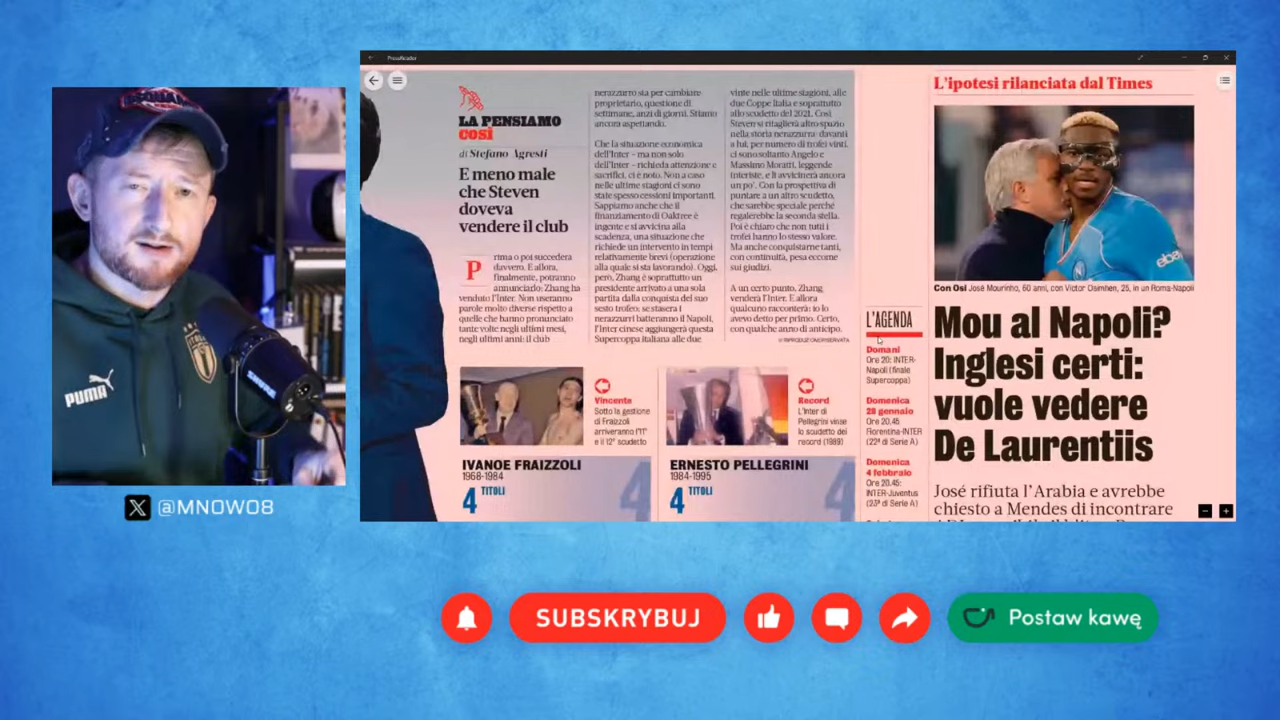 PressReader
LA PENSIAMO
COSÌ
di Stefano Agresti
E meno male
che Steven
doveva
vendere il club
Prima o poi succederà
davvero. E allora,
finalmente, potranno
annunciarlo: Zhang ha
venduto l'Inter. Non useranno
parole molto diverse rispetto a
quelle che hanno pronunciato
tante volte negli ultimi mesi,
negli ultimi anni: il club
nerazzurro sta per cambiare
proprietario, questione di
settimane, anzi di giorni. Stiamo
ancora aspettando.
Che la situazione economica
dell'Inter – ma non solo
dell'Inter – richieda attenzione e
sacrifici, ci è noto. Non a caso
nelle ultime stagioni ci sono
state spesso cessioni importanti.
Sappiamo anche che il
finanziamento di Oaktree è
ingente e si avvicina alla
scadenza, una situazione che
richiede un intervento in tempi
relativamente brevi (operazione
alla quale si sta lavorando). Oggi,
però, Zhang è soprattutto un
presidente arrivato a una sola
partita dalla conquista del suo
sesto trofeo: se stasera i
nerazzurri batteranno il Napoli,
l'Inter cinese aggiungerà questa
Supercoppa italiana alle due
vinte nelle ultime stagioni, alle
due Coppe Italia e soprattutto
allo scudetto del 2021. Così
Steven si ritaglierà altro spazio
nella storia nerazzurra: davanti
a lui, per numero di trofei vinti,
ci sono soltanto Angelo e
Massimo Moratti, leggende
interiste, e lì avvicinerà ancora
un po'. Con la prospettiva di
puntare a un altro scudetto,
che sarebbe speciale perché
regalerebbe la seconda stella.
Poi è chiaro che non tutti i
trofei hanno lo stesso valore.
Ma anche conquistarne tanti,
con continuità, pesa eccome
sui giudizi.
A un certo punto, Zhang
venderà l'Inter. E allora
qualcuno racconterà: io lo
avevo detto per primo. Certo,
con qualche anno di anticipo.
© RIPRODUZIONE RISERVATA
Vincente
Sotto la gestione
di Fraizzoli
arriveranno l'11°
e il 12° scudetto
Record
L'Inter di
Pellegrini vinse
lo scudetto dei
record (1989)
IVANOE FRAIZZOLI
1968-1984
4 TITOLI
4
ERNESTO PELLEGRINI
1984-1995
4 TITOLI
4
L'AGENDA
Domani
Ore 20: INTER-
Napoli (finale
Supercoppa)
Domenica
28 gennaio
Ore 20.45
Fiorentina-INTER
(22ª di Serie A)
Domenica
4 febbraio
Ore 20.45:
INTER-Juventus
(23ª di Serie A)
L'ipotesi rilanciata dal Times
ebay
Con Osi José Mourinho, 60 anni, con Victor Osimhen, 25, in un Roma-Napoli
Mou al Napoli?
Inglesi certi:
vuole vedere
De Laurentiis
José rifiuta l'Arabia e avrebbe
chiesto a Mendes di incontrare
PUMA
ITALIA
SHURE
X @MNOWO8
SUBSKRYBUJ
Postaw kawę